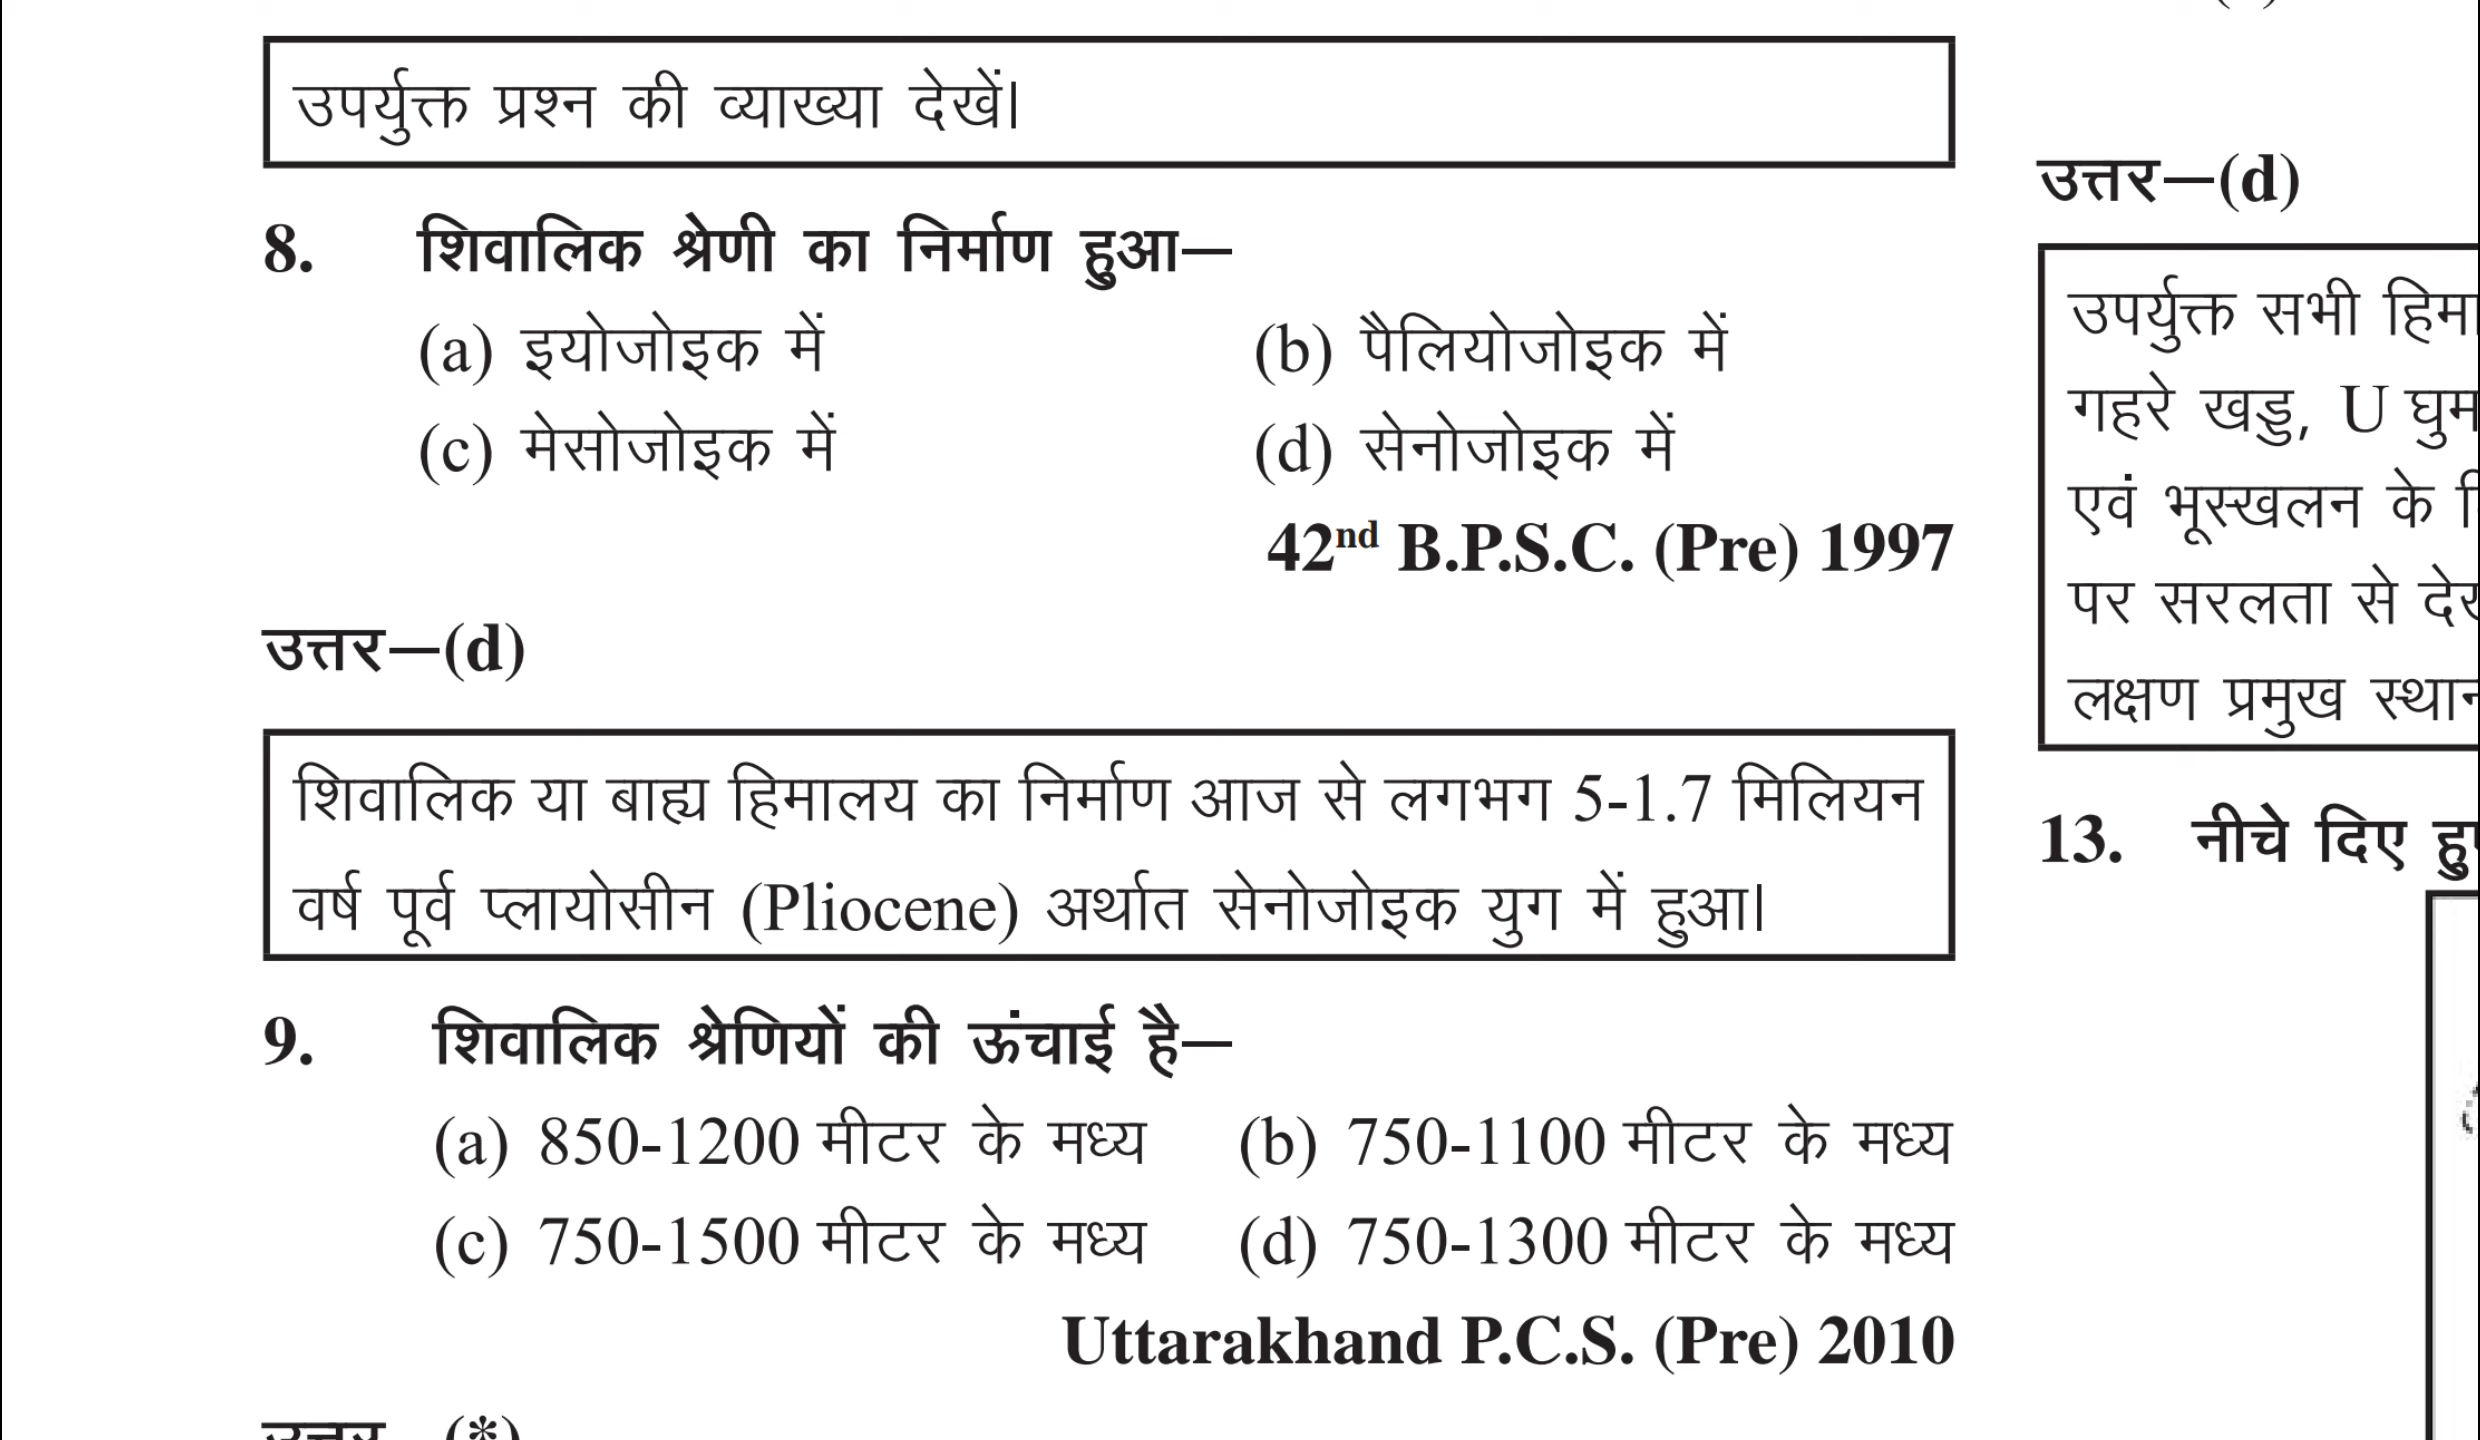 उपर्युक्त प्रश्न की व्याख्या देखें।
8. शिवालिक श्रेणी का निर्माण हुआ—
(a) इयोजोइक में (b) पैलियोजोइक में
(c) मेसोजोइक में (d) सेनोजोइक में
42nd B.P.S.C. (Pre) 1997
उत्तर—(d)
शिवालिक या बाह्य हिमालय का निर्माण आज से लगभग 5-1.7 मिलियन
वर्ष पूर्व प्लायोसीन (Pliocene) अर्थात सेनोजोइक युग में हुआ।
9. शिवालिक श्रेणियों की ऊंचाई है—
(a) 850-1200 मीटर के मध्य (b) 750-1100 मीटर के मध्य
(c) 750-1500 मीटर के मध्य (d) 750-1300 मीटर के मध्य
Uttarakhand P.C.S. (Pre) 2010
उत्तर—(*)
उत्तर—(d)
उपर्युक्त सभी
गहरे खड्ड, U
एवं भूस्खलन के
पर सरलता से
लक्षण प्रमुख
13. नीचे दिए